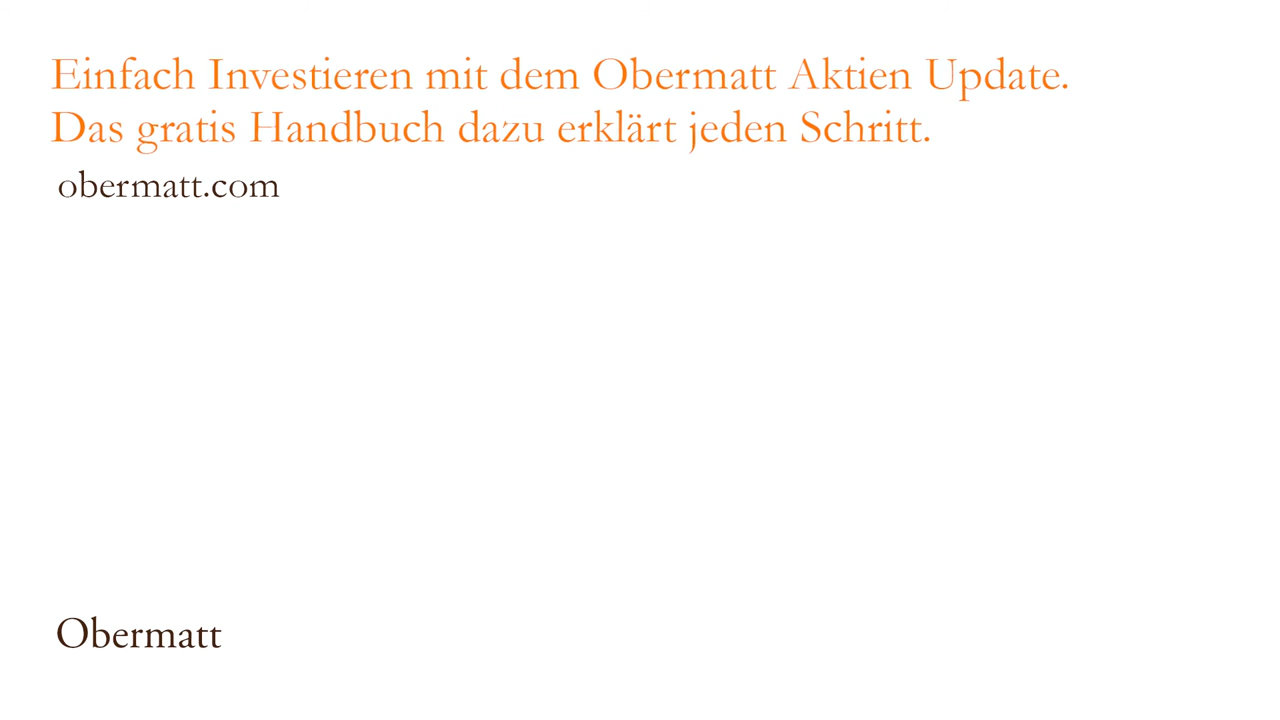 Einfach Investieren mit dem Obermatt Aktien Update.
Das gratis Handbuch dazu erklärt jeden Schritt.
obermatt.com
Obermatt